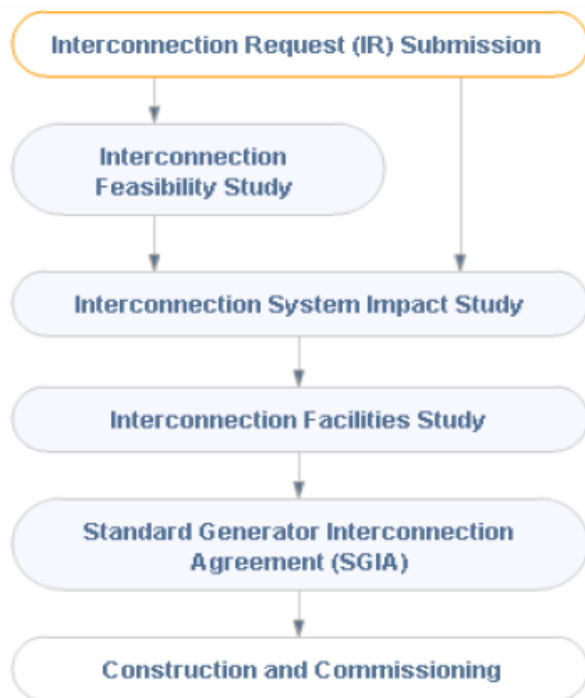 Interconnection Request (IR) Submission
Interconnection
Feasibility Study
Interconnection System Impact Study
Interconnection Facilities Study
Standard Generator Interconnection
Agreement (SGIA)
Construction and Commissioning